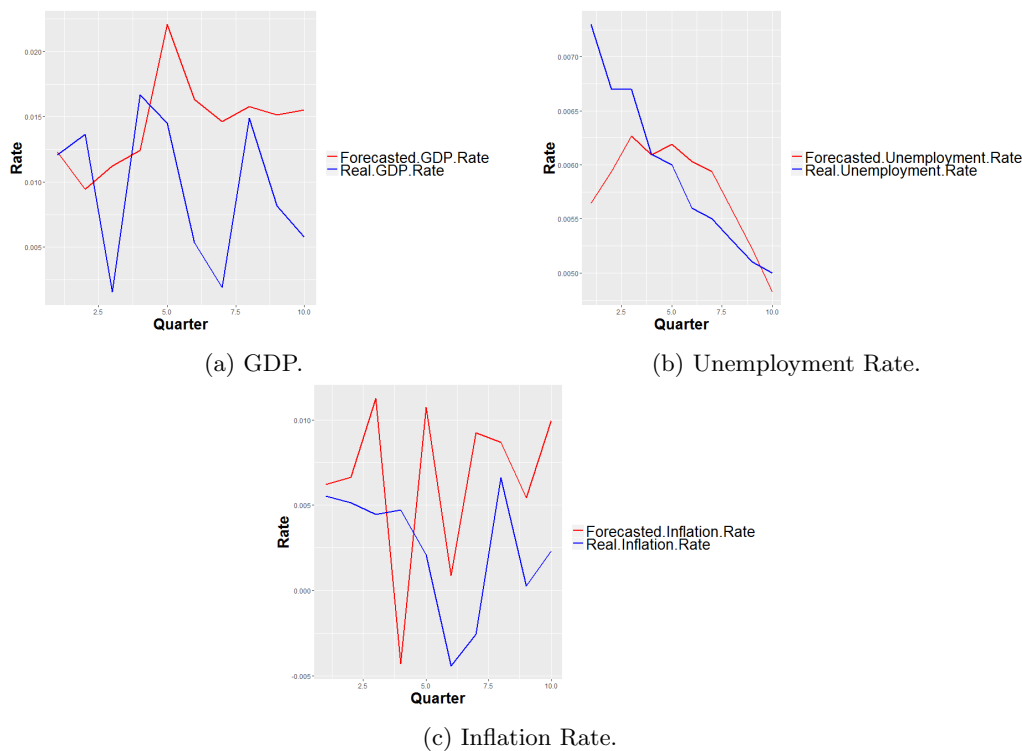 0.020
0.015
0.010
0.005
Rate
2.5
5.0
7.5
10.0
Quarter
Forecasted.GDP.Rate
Real.GDP.Rate
(a) GDP.
0.0070
0.0065
0.0060
0.0055
0.0050
Rate
2.5
5.0
7.5
10.0
Quarter
Forecasted.Unemployment.Rate
Real.Unemployment.Rate
(b) Unemployment Rate.
0.010
0.005
0.000
-0.005
Rate
2.5
5.0
7.5
10.0
Quarter
Forecasted.Inflation.Rate
Real.Inflation.Rate
(c) Inflation Rate.